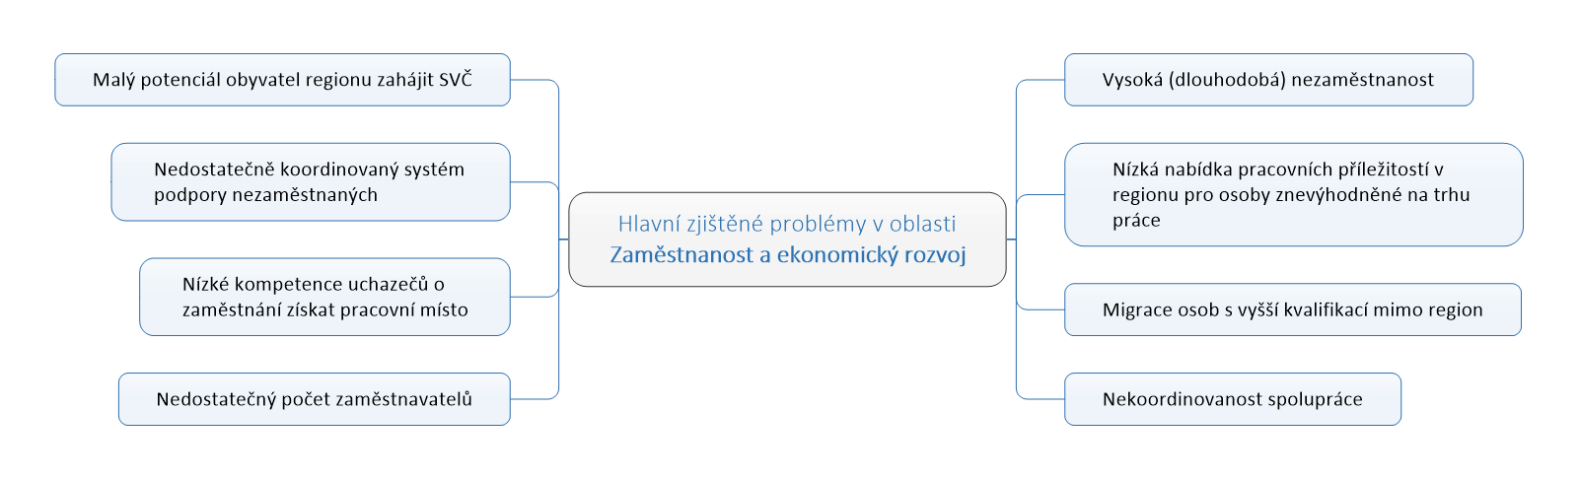 Malý potenciál obyvatel regionu zahájit SVČ
Nedostatečně koordinovaný systém
podpory nezaměstnaných
Nízké kompetence uchazečů o
zaměstnání získat pracovní místo
Nedostatečný počet zaměstnavatelů
Hlavní zjištěné problémy v oblasti
Zaměstnanost a ekonomický rozvoj
Vysoká (dlouhodobá) nezaměstnanost
Nízká nabídka pracovních příležitostí v
regionu pro osoby znevýhodněné na trhu
práce
Migrace osob s vyšší kvalifikací mimo region
Nekoordinovanost spolupráce